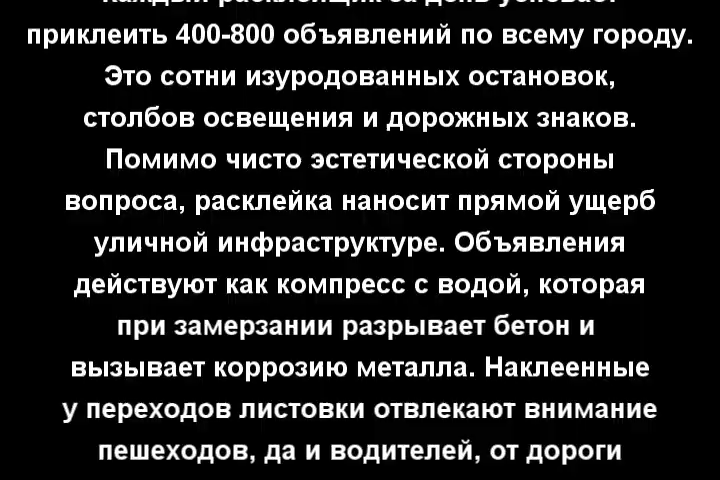 приклеить 400-800 объявлений по всему городу.
Это сотни изуродованных остановок,
столбов освещения и дорожных знаков.
Помимо чисто эстетической стороны
вопроса, расклейка наносит прямой ущерб
уличной инфраструктуре. Объявления
действуют как компресс с водой, которая
при замерзании разрывает бетон и
вызывает коррозию металла. Наклеенные
у переходов листовки отвлекают внимание
пешеходов, да и водителей, от дороги